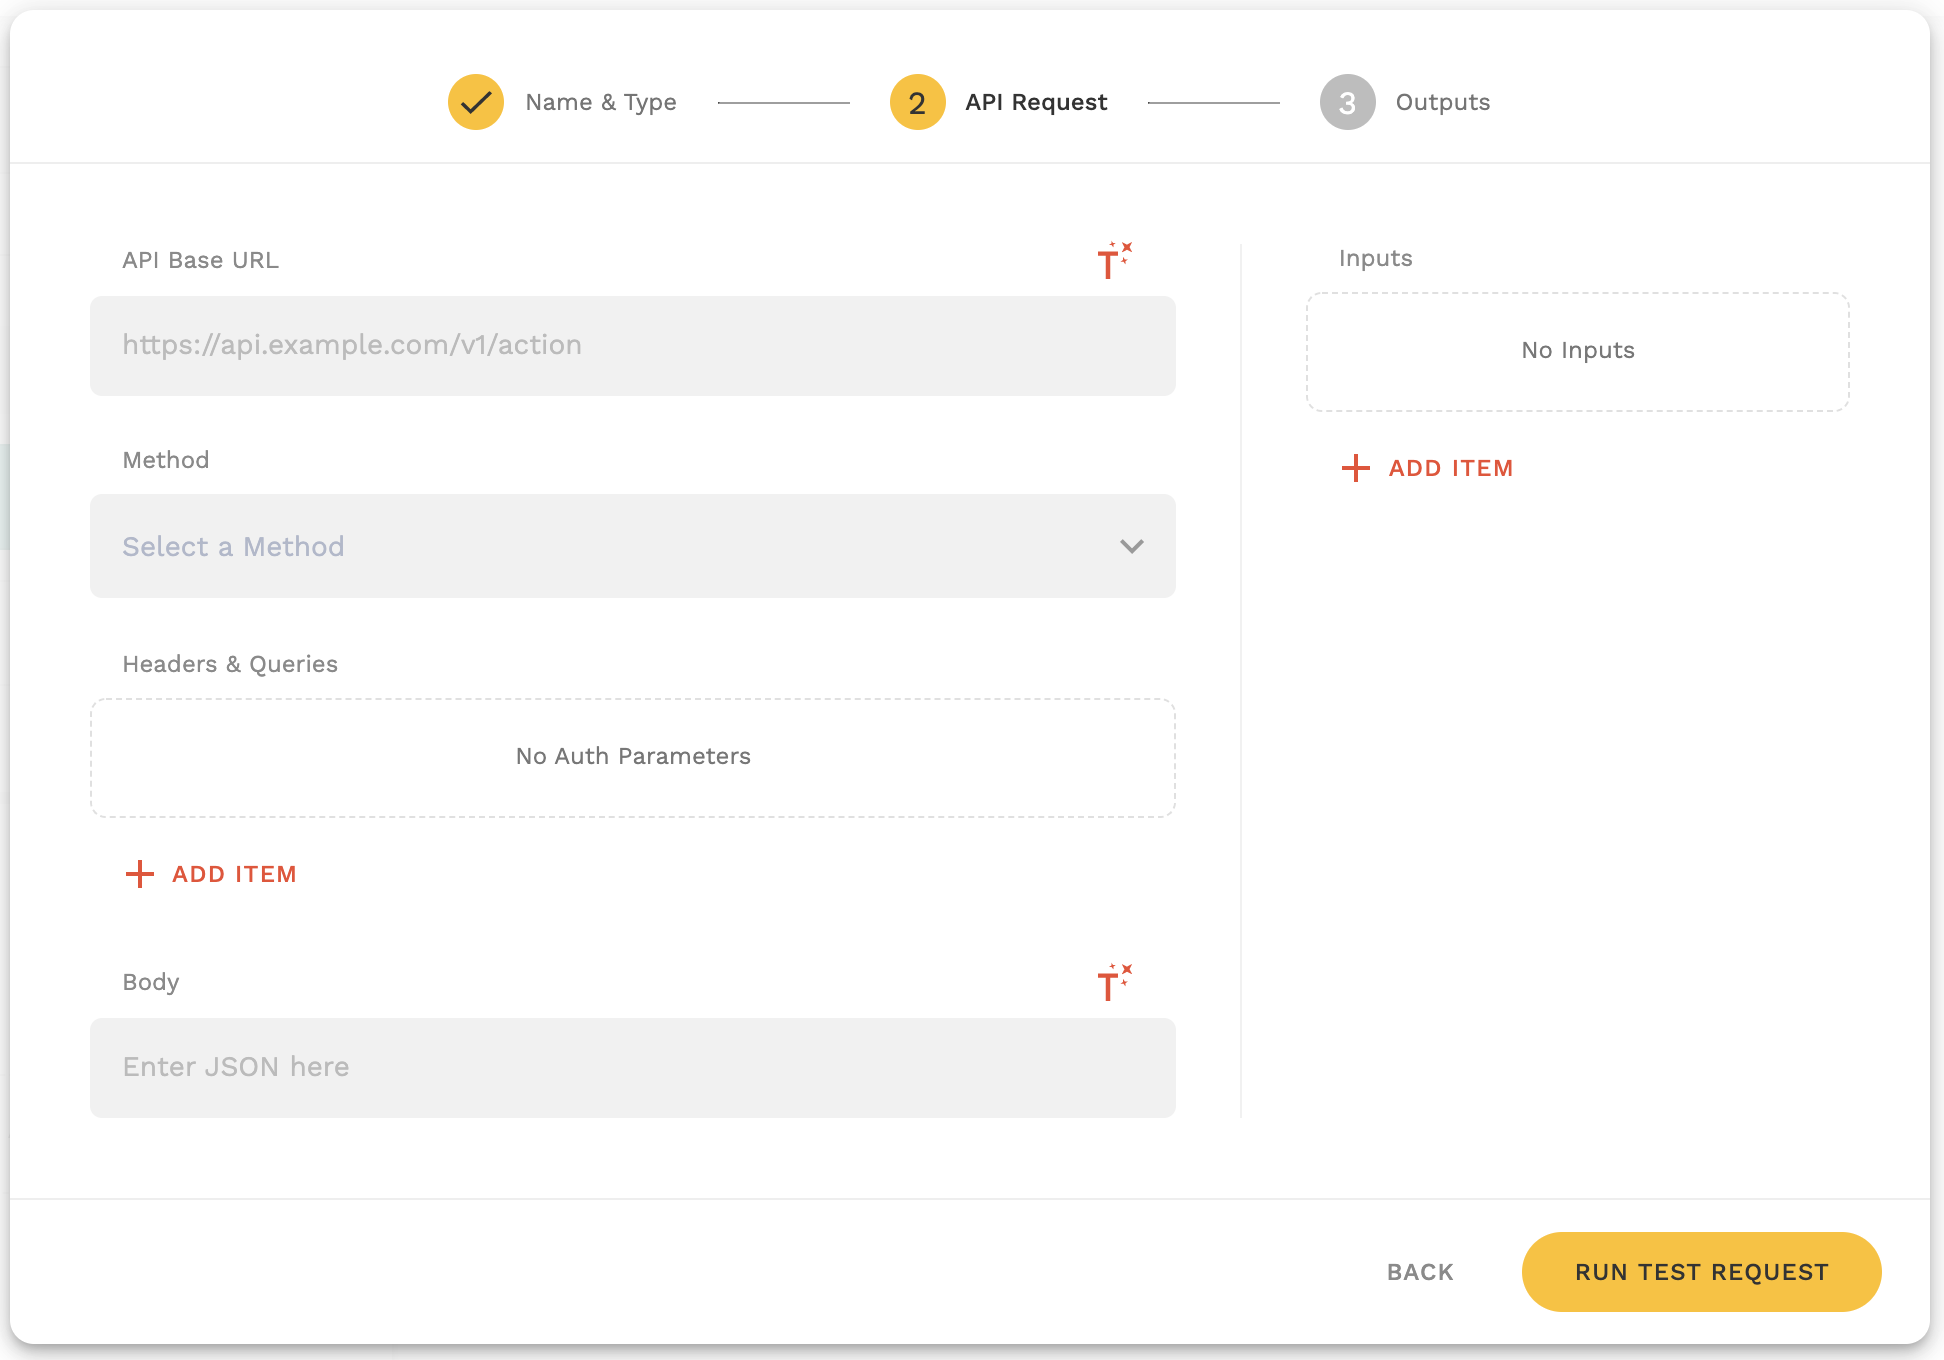 Name & Type
2 API Request
3 Outputs
API Base URL
https://api.example.com/v1/action
Method
Select a Method
Headers & Queries
No Auth Parameters
ADD ITEM
Body
Enter JSON here
Inputs
No Inputs
ADD ITEM
BACK
RUN TEST REQUEST